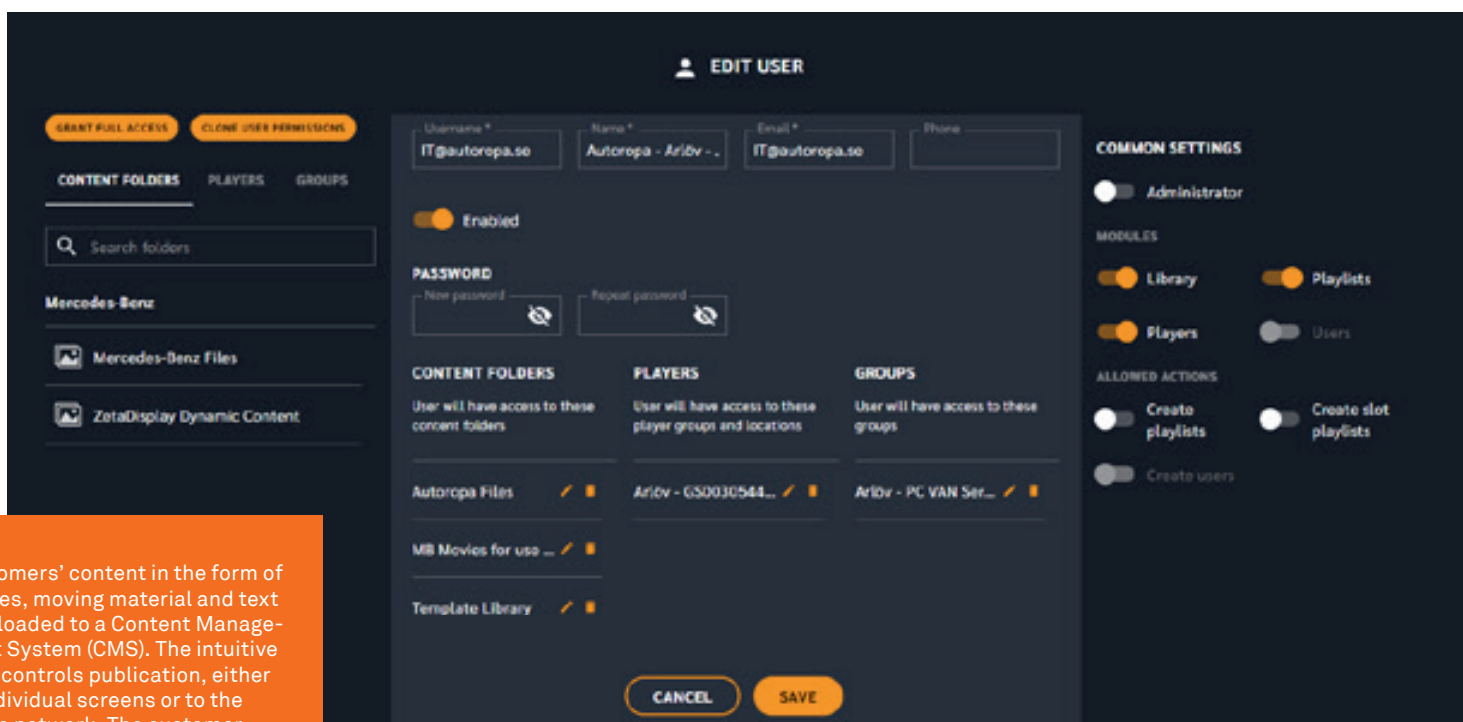 EDIT USER
GRANT FULL ACCESS
CLONE USER PERMISSIONS
CONTENT FOLDERS
PLAYERS
GROUPS
Search folders
Mercedes-Benz
Mercedes-Benz Files
ZetaDisplay Dynamic Content
Username *
IT@autoropa.se
Name *
Autoropa - Arlöv - .
Email *
IT@autoropa.se
Phone
Enabled
PASSWORD
New password
Repeat password
CONTENT FOLDERS
User will have access to these
content folders
Autoropa Files
MB Movies for use ...
Template Library
PLAYERS
User will have access to these
player groups and locations
Arlöv - GS0030544...
GROUPS
User will have access to these
groups
Arlöv - PC VAN Ser...
CANCEL
SAVE
COMMON SETTINGS
Administrator
MODULES
Library
Playlists
Players
Users
ALLOWED ACTIONS
Create
playlists
Create slot
playlists
Create users
omers' content in the form of
es, moving material and text
loaded to a Content Manage-
t System (CMS). The intuitive
controls publication, either
dividual screens or to the
network. The customer